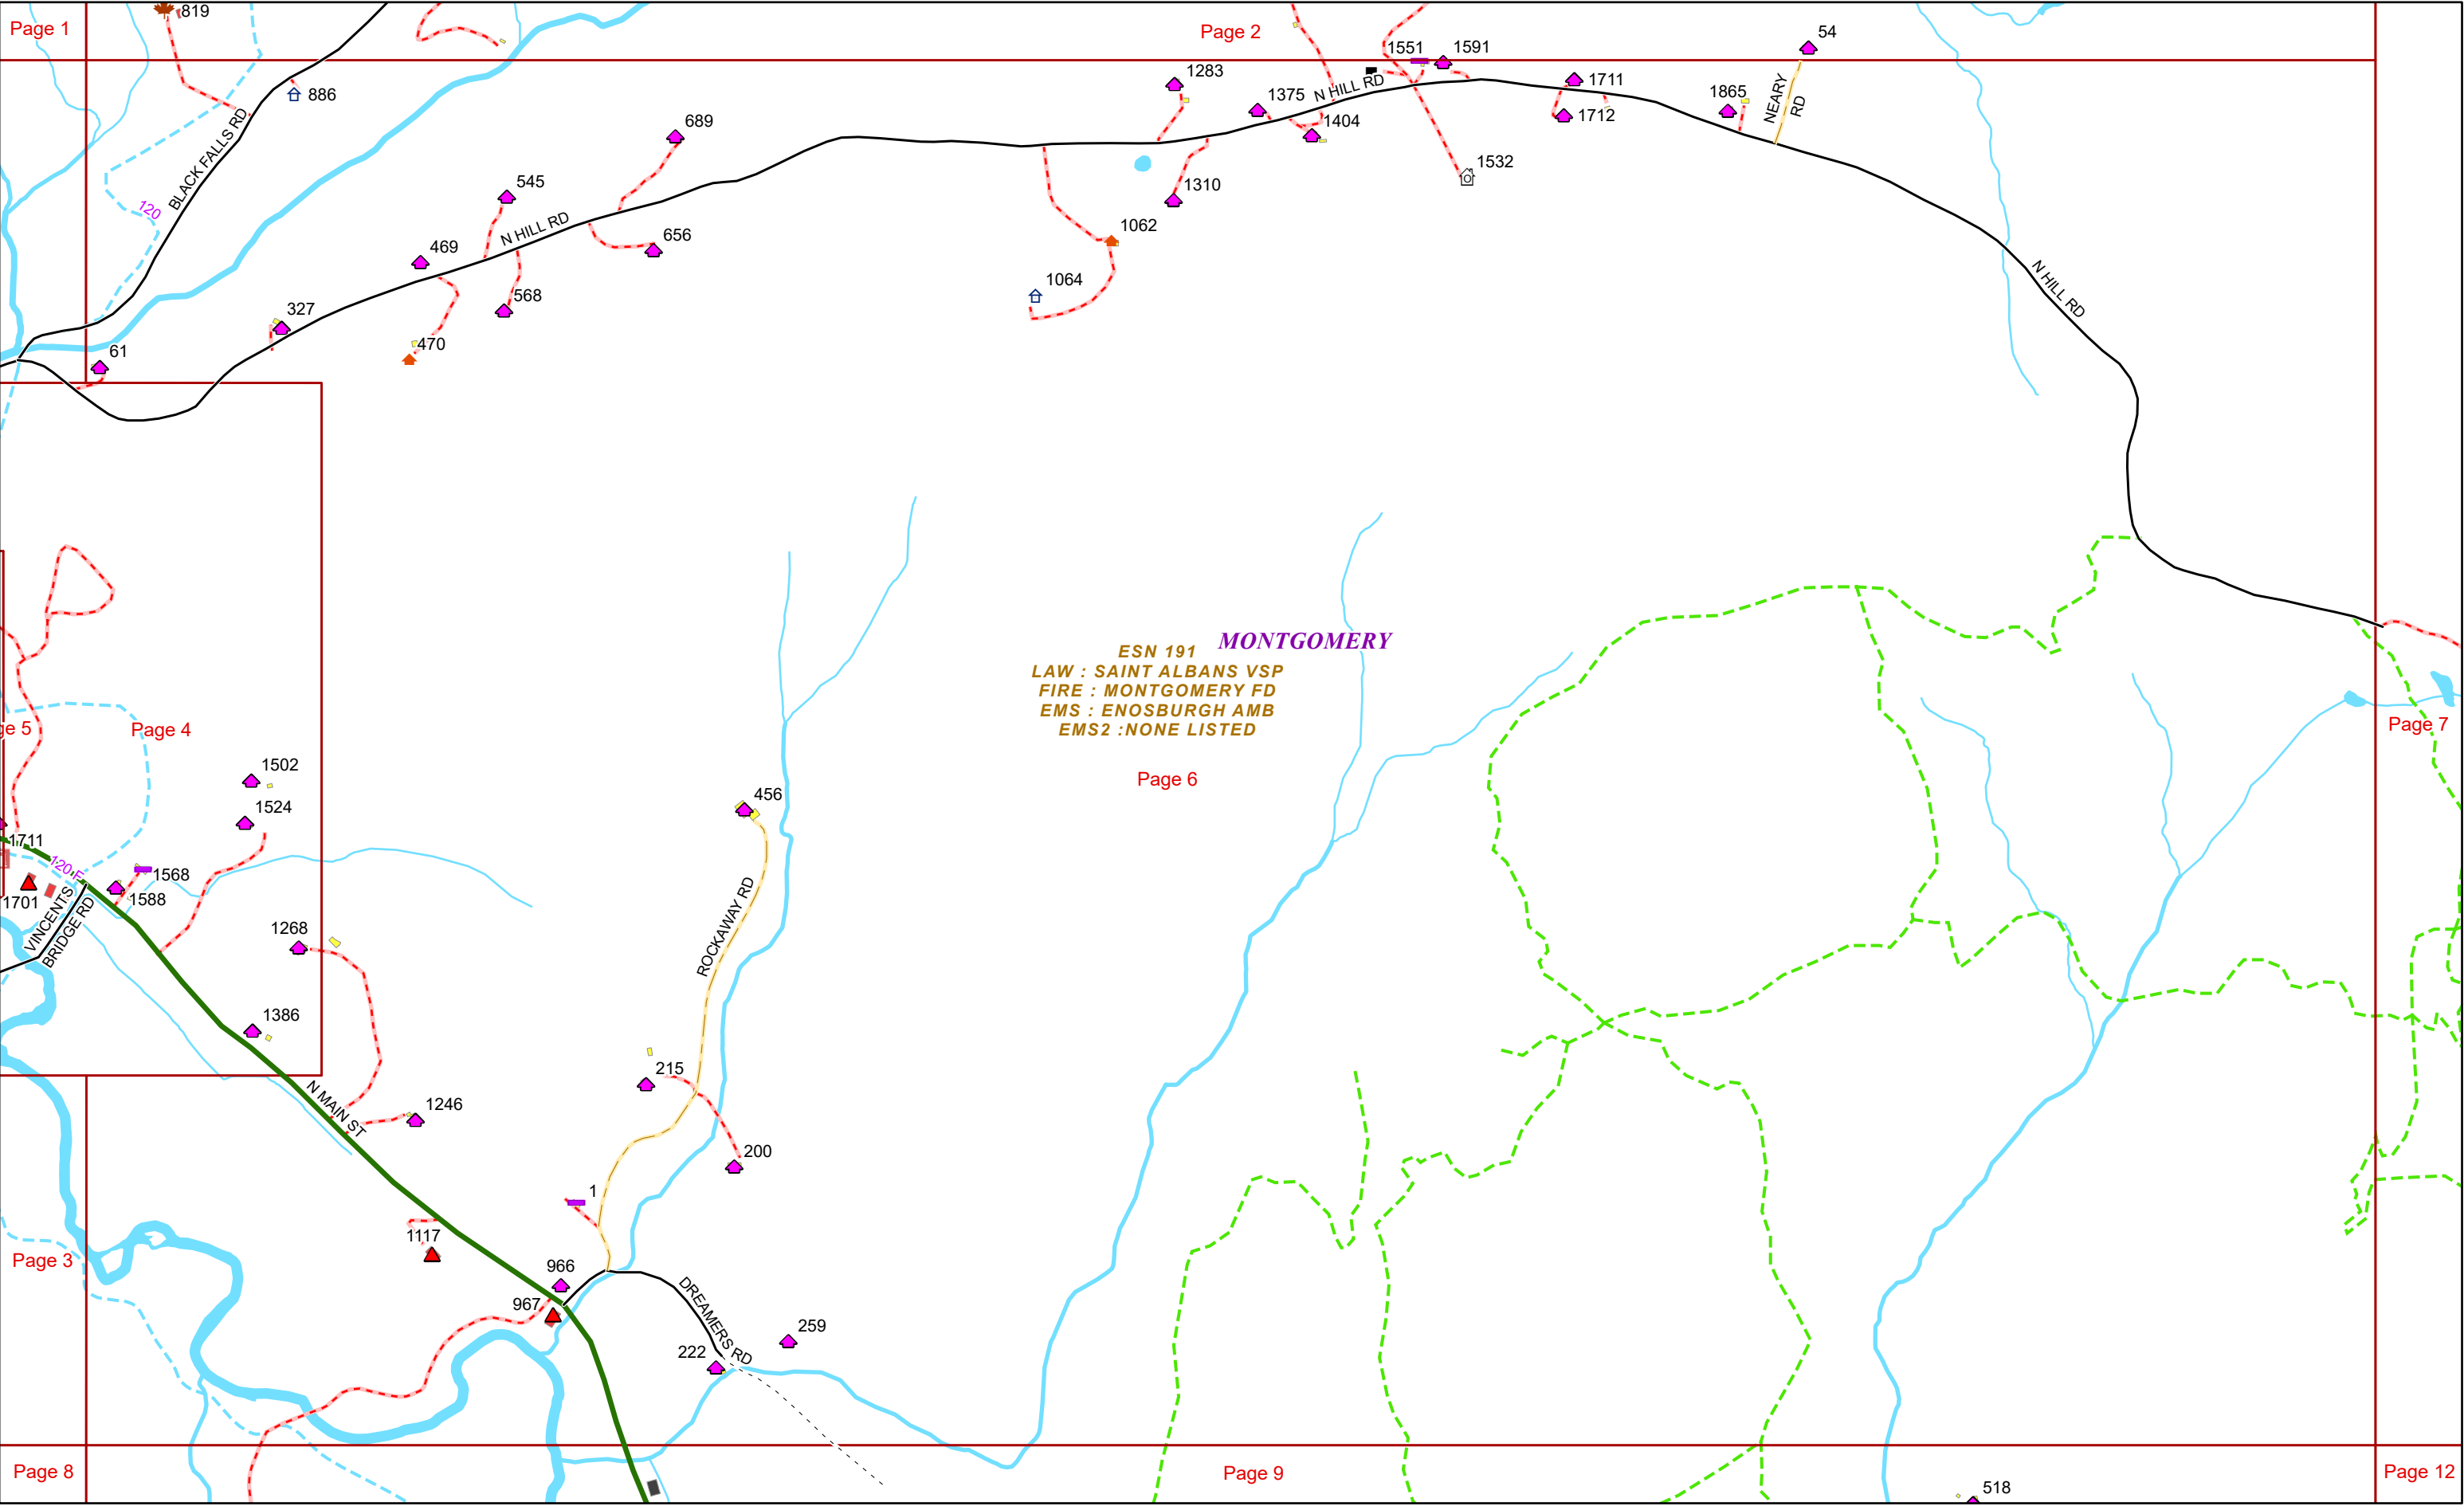 Page 1
819
Page 2
54
1551
1591
886
1283
1375
N HILL RD
1711
1865
NEARY
RD
1404
1712
BLACK FALLS RD
689
1532
120
545
1310
N HILL RD
656
1062
469
1064
N HILL RD
568
327
470
61
MONTGOMERY
ESN 191
LAW : SAINT ALBANS VSP
FIRE : MONTGOMERY FD
EMS : ENOSBURGH AMB
EMS2 :NONE LISTED
ge 5
Page 4
Page 7
1502
Page 6
456
1524
1711
120 F
1568
1588
1701
VINCENTS
BRIDGE RD
ROCKAWAY RD
1268
1386
215
N MAIN ST
1246
200
1
1117
Page 3
966
967
DREAMERS RD
259
222
Page 8
Page 9
Page 12
518